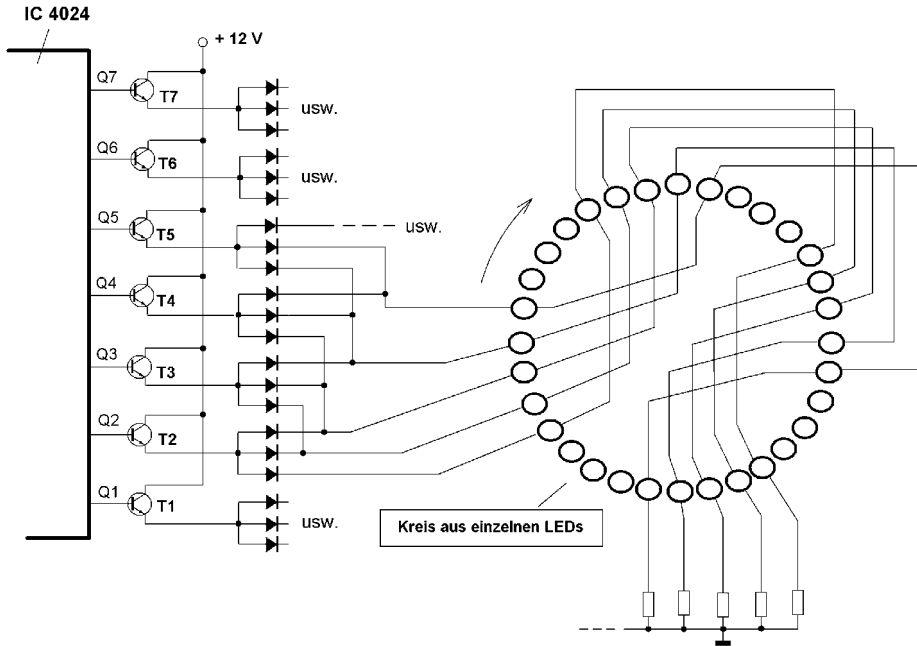 IC 4024
+ 12 V
Q7
T7
usw.
Q6
T6
usw.
Q5
T5
usw.
Q4
T4
Q3
T3
Q2
T2
Q1
T1
usw.
Kreis aus einzelnen LEDs